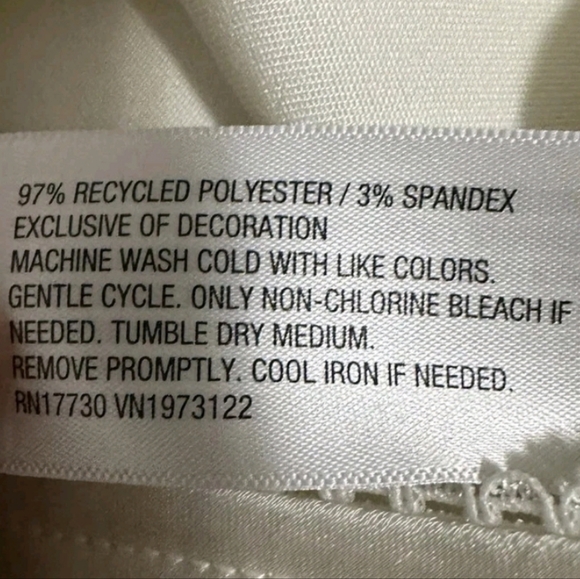 97% RECYCLED POLYESTER / 3% SPANDEX
EXCLUSIVE OF DECORATION
MACHINE WASH COLD WITH LIKE COLORS.
GENTLE CYCLE. ONLY NON-CHLORINE BLEACH IF
NEEDED. TUMBLE DRY MEDIUM.
REMOVE PROMPTLY. COOL IRON IF NEEDED.
RN17730 VN1973122